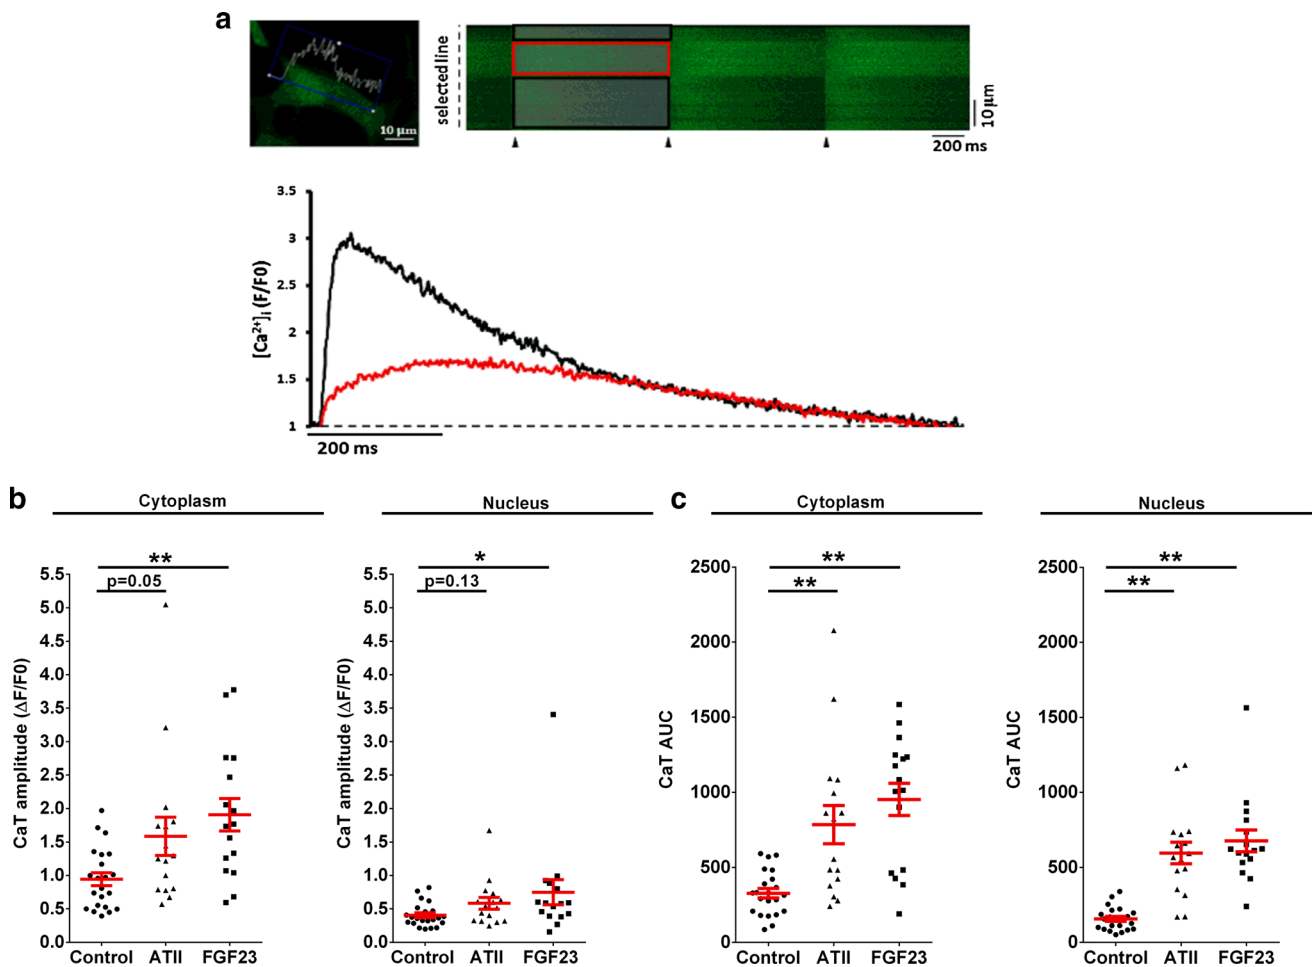 a
selected line
10 μm
10 μm
200 ms
[Ca2+]i (F/F0)
3.5
3
2.5
2
1.5
1
200 ms
b
Cytoplasm
Nucleus
c
Cytoplasm
Nucleus
CaT amplitude (ΔF/F0)
5.5
5.0
4.5
4.0
3.5
3.0
2.5
2.0
1.5
1.0
0.5
0.0
**
p=0.05
Control ATII FGF23
CaT amplitude (ΔF/F0)
5.5
5.0
4.5
4.0
3.5
3.0
2.5
2.0
1.5
1.0
0.5
0.0
*
p=0.13
Control ATII FGF23
CaT AUC
2500
2000
1500
1000
500
0
**
**
Control ATII FGF23
CaT AUC
2500
2000
1500
1000
500
0
**
**
Control ATII FGF23